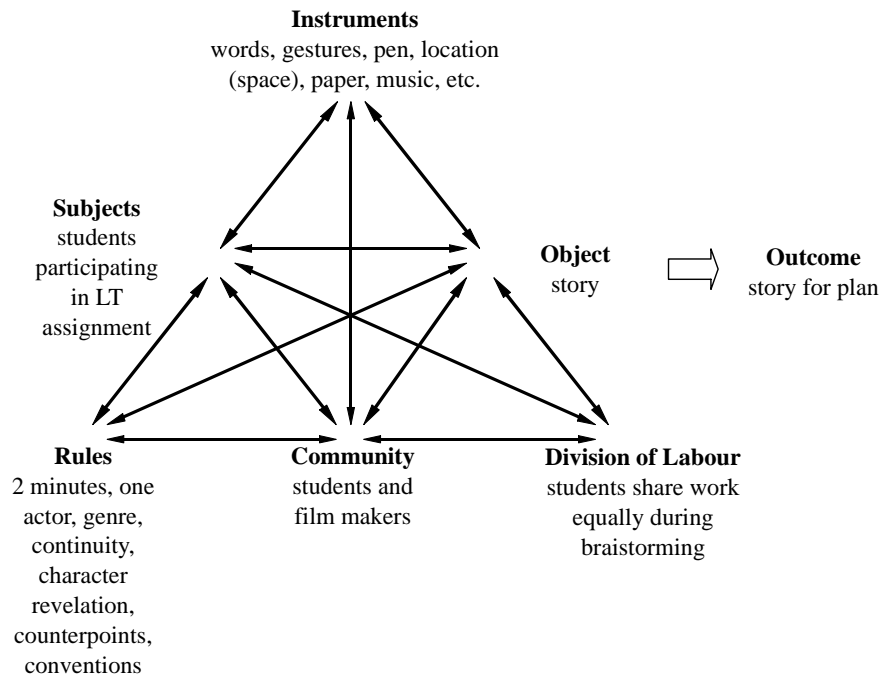 Instruments
words, gestures, pen, location
(space), paper, music, etc.
Subjects
students
participating
in LT
assignment
Object
story
Outcome
story for plan
Rules
2 minutes, one
actor, genre,
continuity,
character
revelation,
counterpoints,
conventions
Community
students and
film makers
Division of Labour
students share work
equally during
braistorming